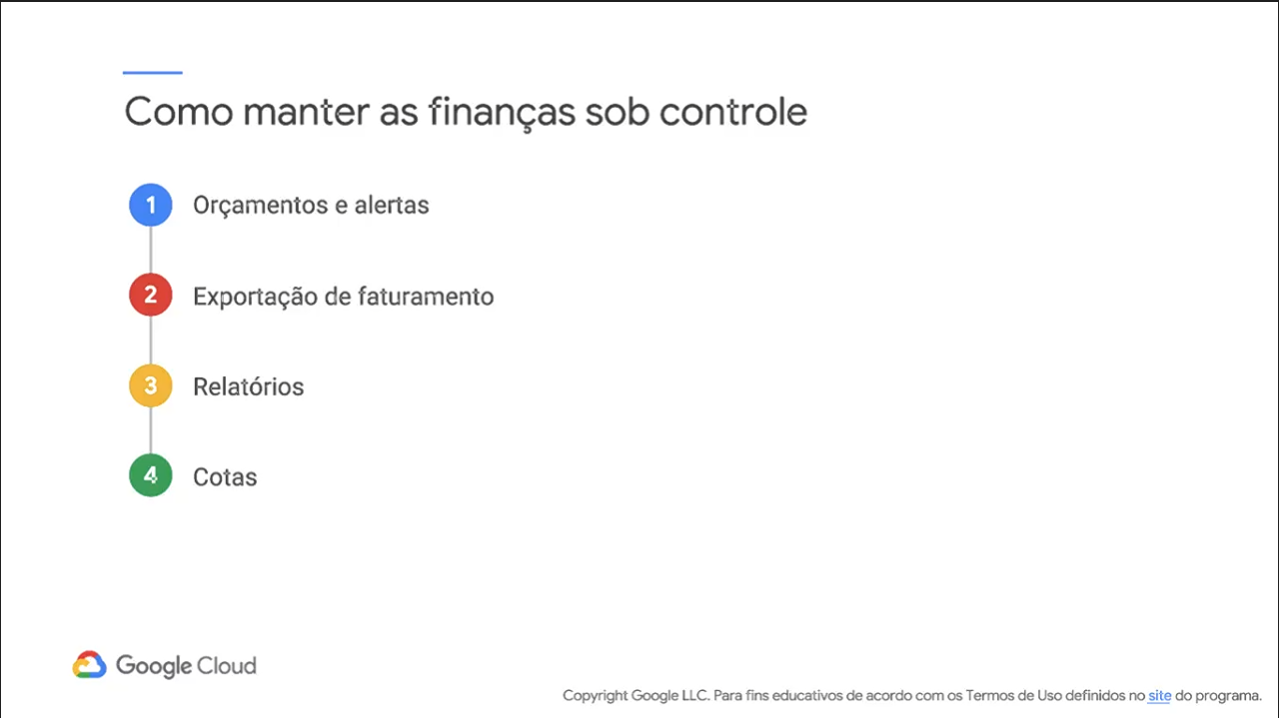 Como manter as finanças sob controle
1 Orçamentos e alertas
2 Exportação de faturamento
3 Relatórios
4 Cotas
Google Cloud
Copyright Google LLC. Para fins educativos de acordo com os Termos de Uso definidos no site do programa.